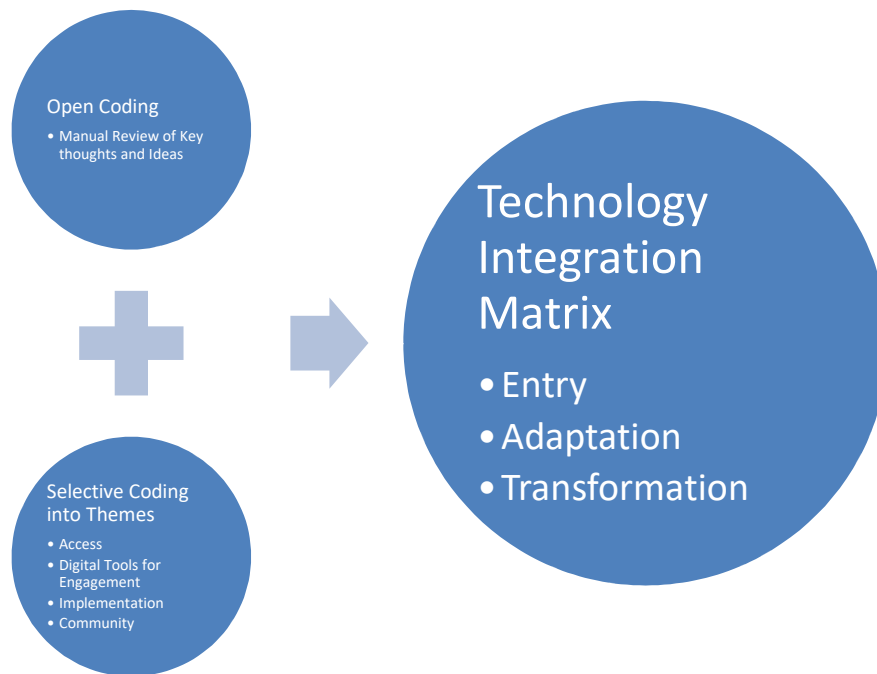 Open Coding
• Manual Review of Key
thoughts and Ideas
Selective Coding
into Themes
• Access
• Digital Tools for
Engagement
• Implementation
• Community
Technology
Integration
Matrix
• Entry
• Adaptation
• Transformation